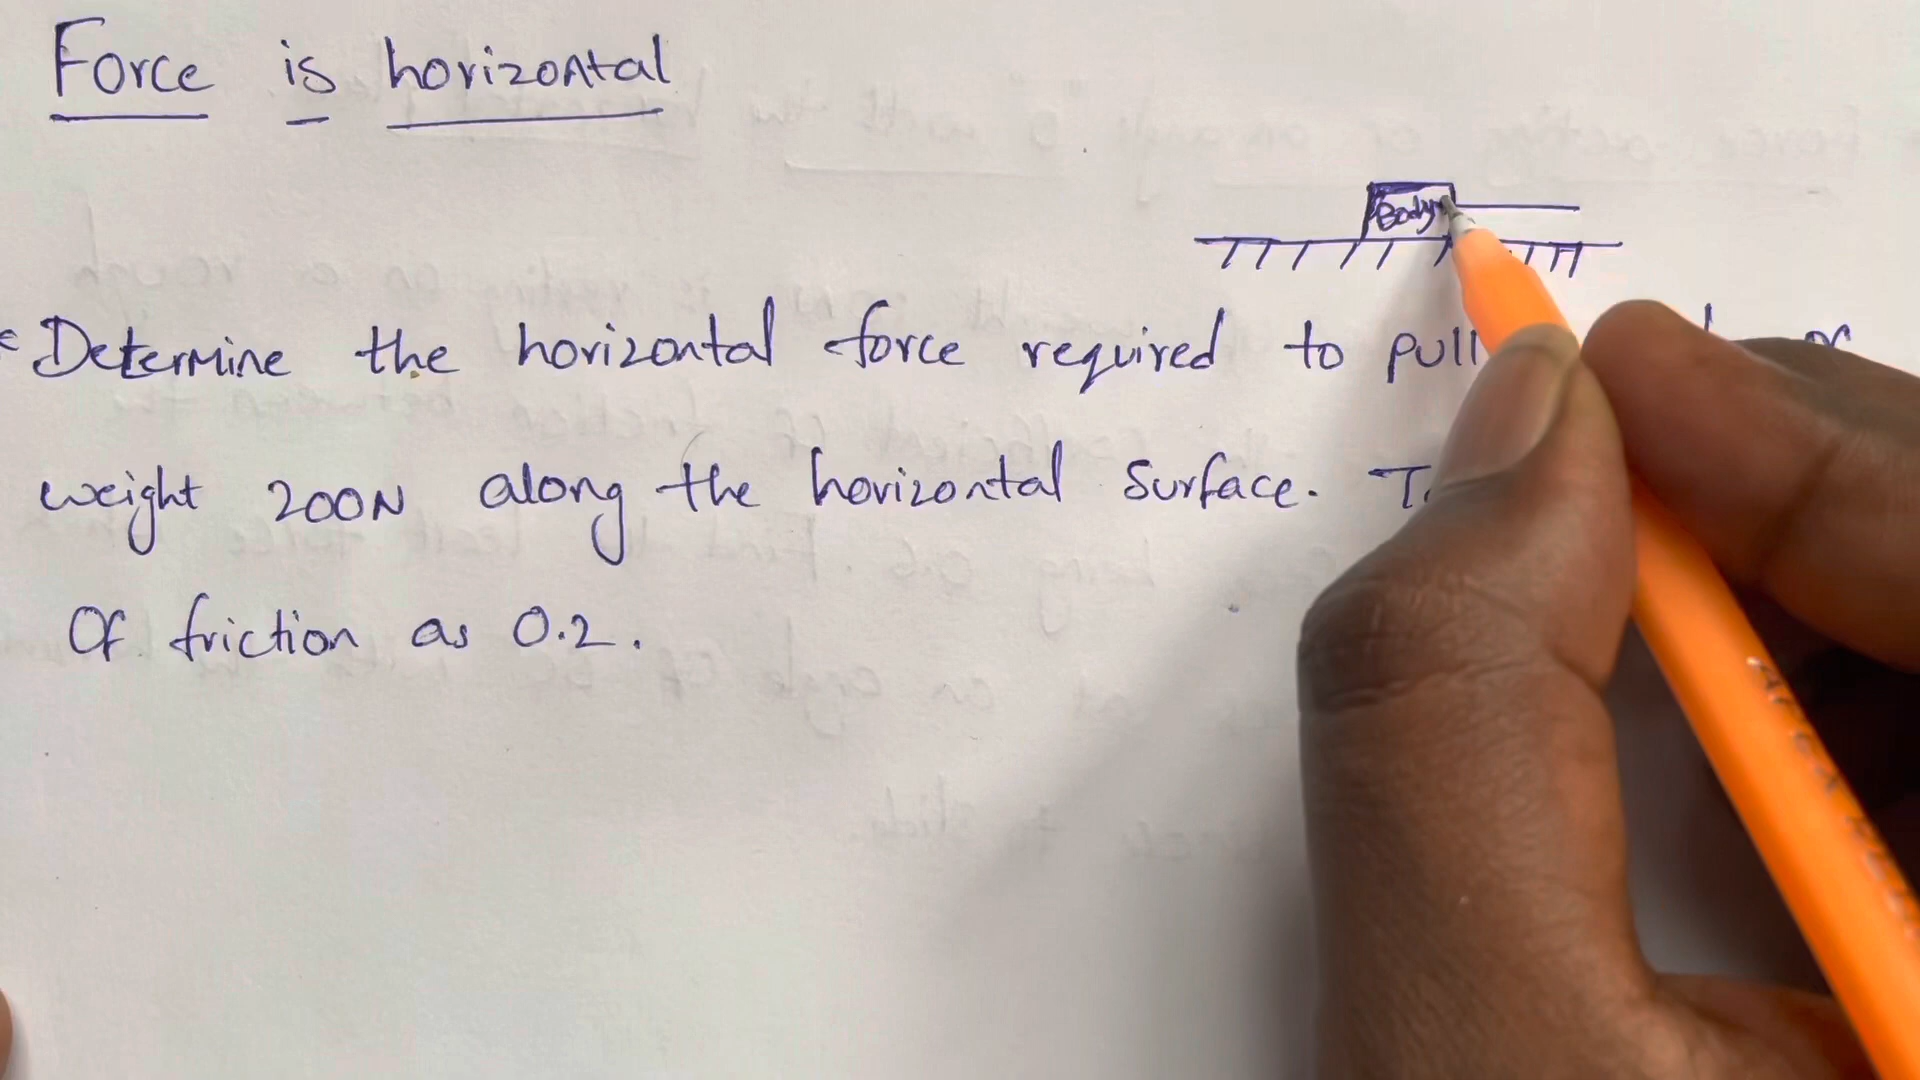 Force is horizontal
Body
Determine the horizontal force required to pull
weight 200N along the horizontal surface.
Of friction as 0.2.